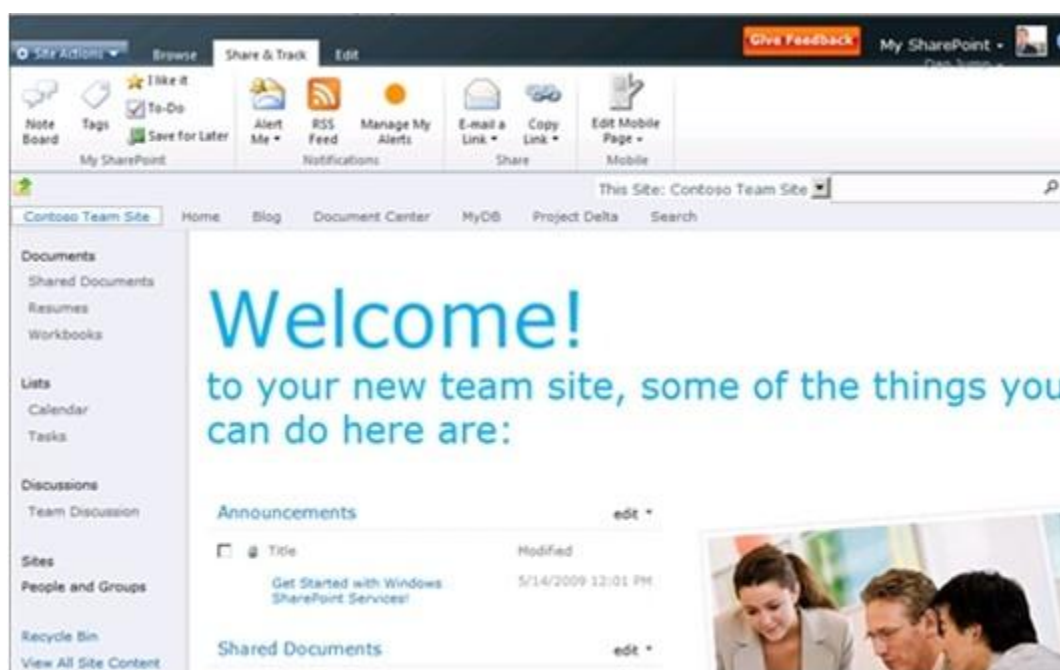 Site Actions
Browse
Share & Track
Edit
Give Feedback
My SharePoint
Dan Jump
Note Board
Tags
I like it
To-Do
Save for Later
My SharePoint
Alert Me
RSS Feed
Manage My Alerts
Notifications
E-mail a Link
Copy Link
Share
Edit Mobile Page
Mobile
This Site: Contoso Team Site
Contoso Team Site
Home
Blog
Document Center
MyDB
Project Delta
Search
Documents
Shared Documents
Resumes
Workbooks
Lists
Calendar
Tasks
Discussions
Team Discussion
Sites
People and Groups
Recycle Bin
View All Site Content
Welcome!
to your new team site, some of the things you
can do here are:
Announcements
edit
Title
Modified
Get Started with Windows
SharePoint Services!
5/14/2009 12:01 PM
Shared Documents
edit